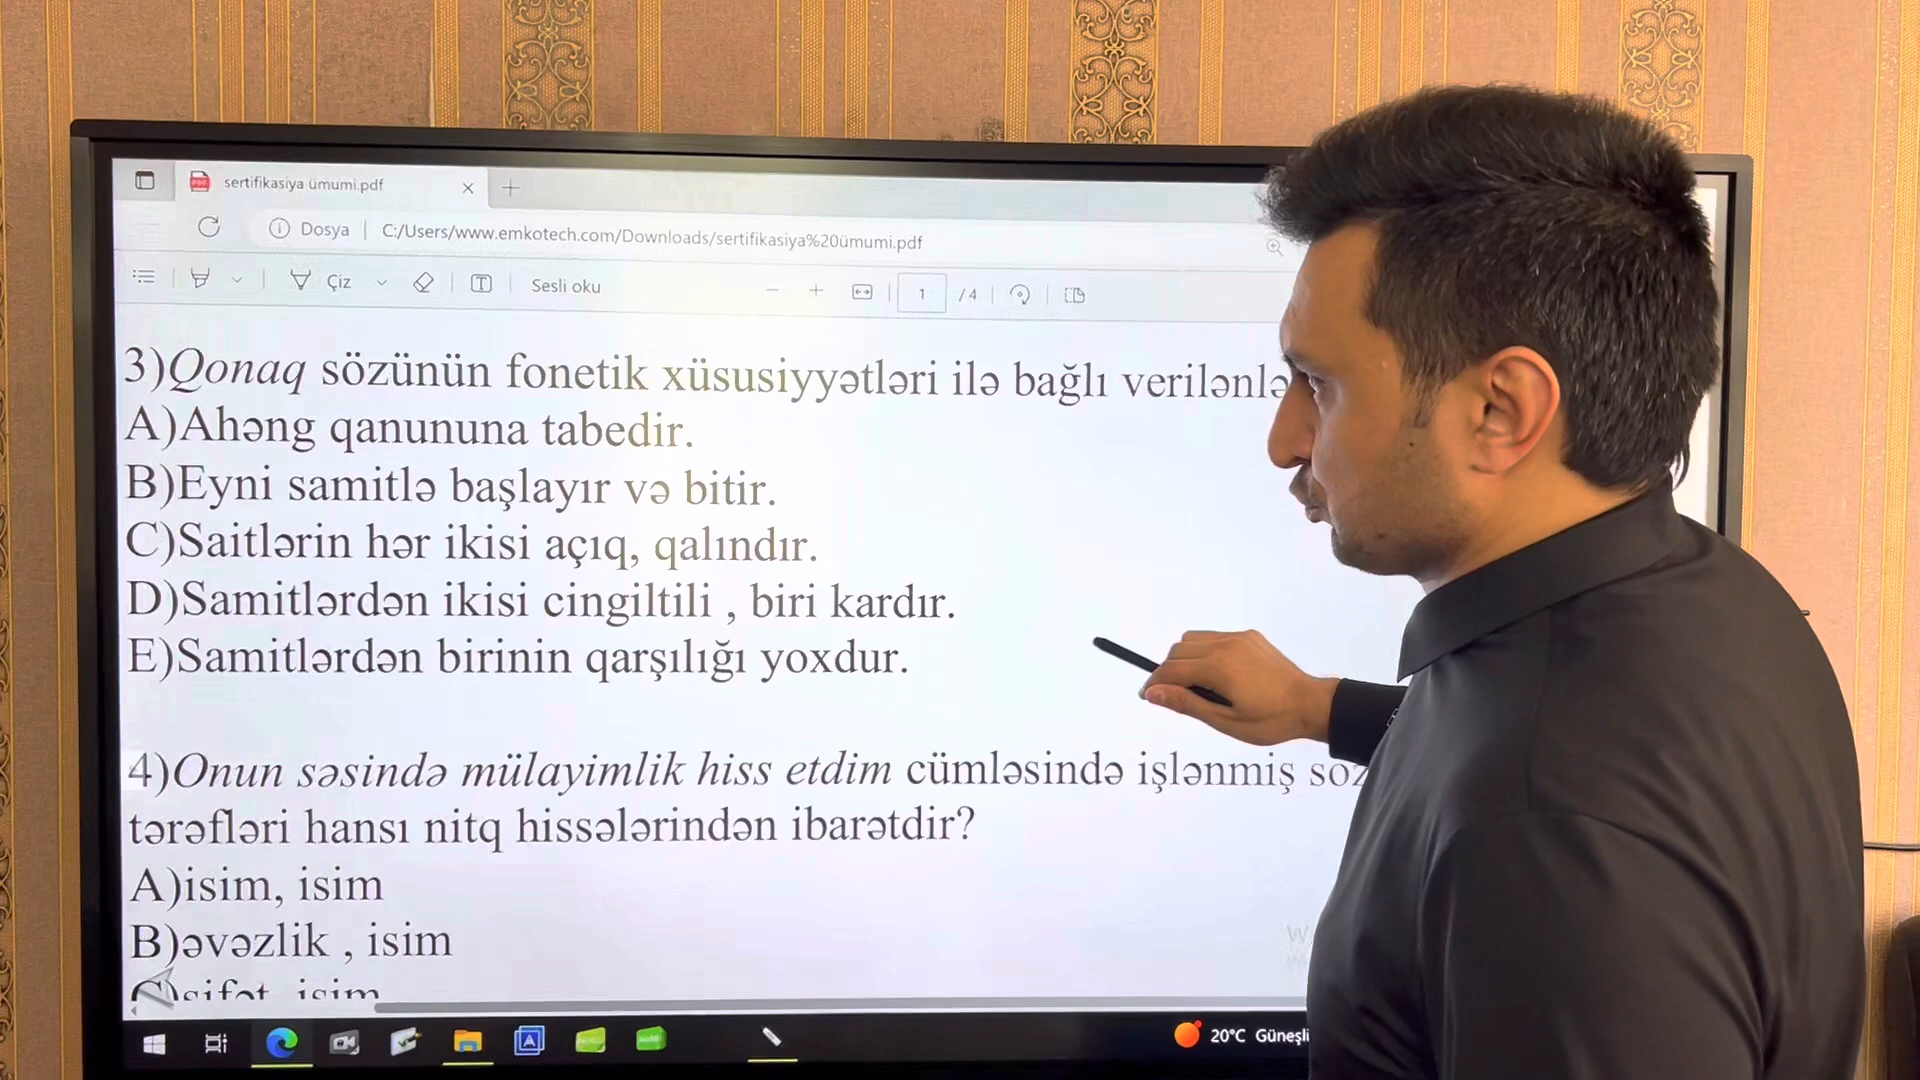 sertifikasiya ümumi.pdf
Dosya C:/Users/www.emkotech.com/Downloads/sertifikasiya%20ümumi.pdf
Çiz Sesli oku 1 /4
3)Qonaq sözünün fonetik xüsusiyyətləri ilə bağlı
A)Ahəng qanununa tabedir.
B)Eyni samitlə başlayır və bitir.
C)Saitlərin hər ikisi açıq, qalındır.
D)Samitlərdən ikisi cingiltili , biri kardır.
E)Samitlərdən birinin qarşılığı yoxdur.
4)Onun səsində mülayimlik hiss etdim cümləsində işlənmiş
tərəfləri hansı nitq hissələrindən ibarətdir?
A)isim, isim
B)əvəzlik , isim
C)sifət, isim
20°C Güneşli